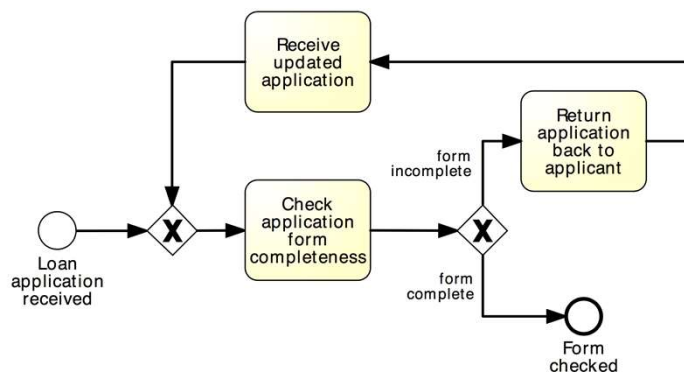 Receive
updated
application
Return
application
back to
applicant
form
incomplete
X
Check
application
form
completeness
X
Loan
application
received
form
complete
Form
checked